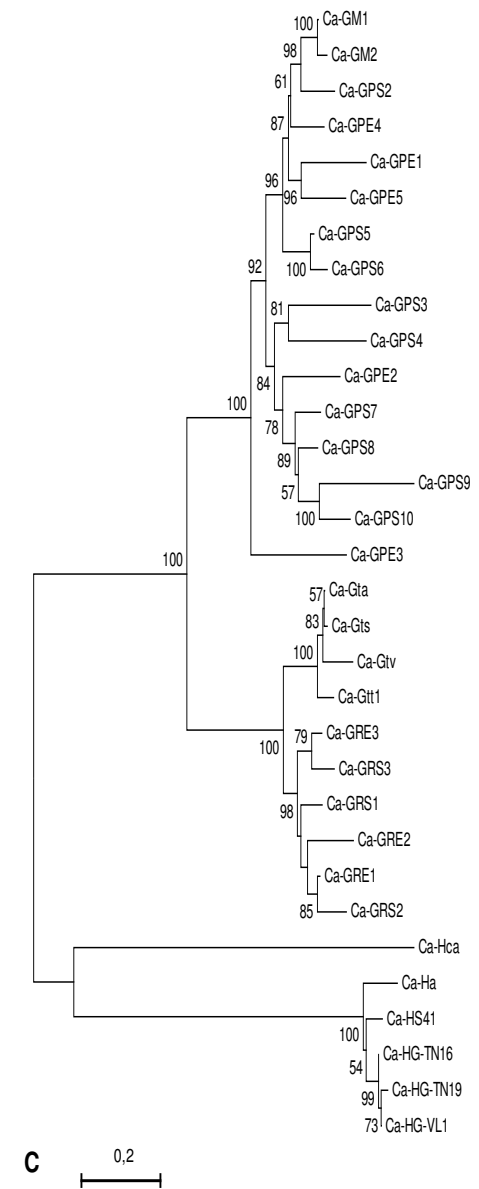 100 Ca-GM1
98 Ca-GM2
61 Ca-GPS2
87 Ca-GPE4
Ca-GPE1
96 96 Ca-GPE5
Ca-GPS5
100 Ca-GPS6
92
81 Ca-GPS3
Ca-GPS4
84 Ca-GPE2
100 Ca-GPS7
78
89 Ca-GPS8
57 Ca-GPS9
100 Ca-GPS10
Ca-GPE3
100
57 Ca-Gta
83 Ca-Gts
100 Ca-Gtv
Ca-Gtt1
100 79 Ca-GRE3
Ca-GRS3
98 Ca-GRS1
Ca-GRE2
Ca-GRE1
85 Ca-GRS2
Ca-Hca
Ca-Ha
100 Ca-HS41
54 Ca-HG-TN16
99 Ca-HG-TN19
73 Ca-HG-VL1
C 0,2